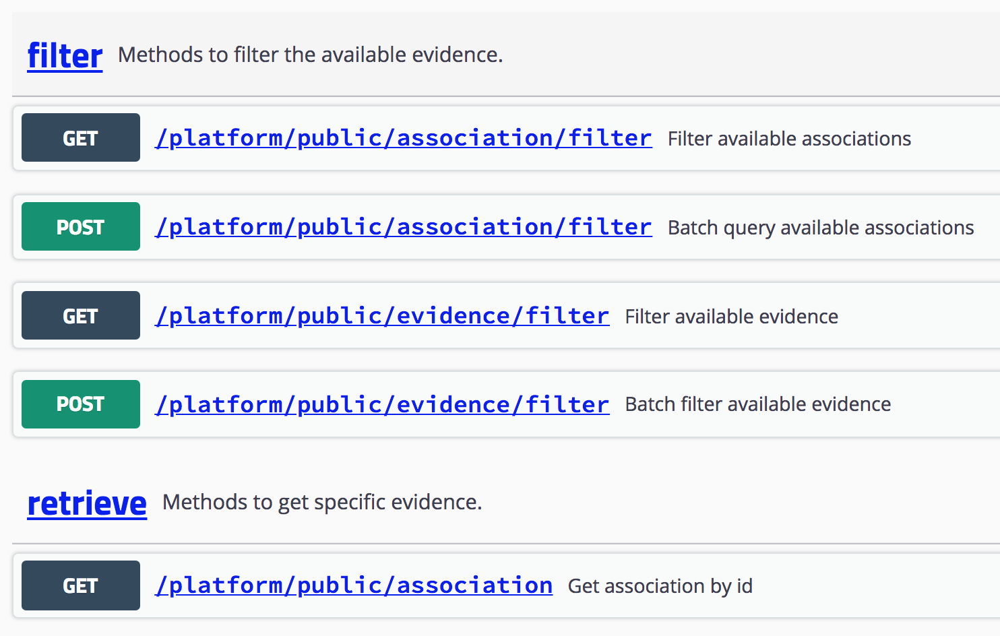 filter Methods to filter the available evidence.
GET /platform/public/association/filter Filter available associations
POST /platform/public/association/filter Batch query available associations
GET /platform/public/evidence/filter Filter available evidence
POST /platform/public/evidence/filter Batch filter available evidence
retrieve Methods to get specific evidence.
GET /platform/public/association Get association by id